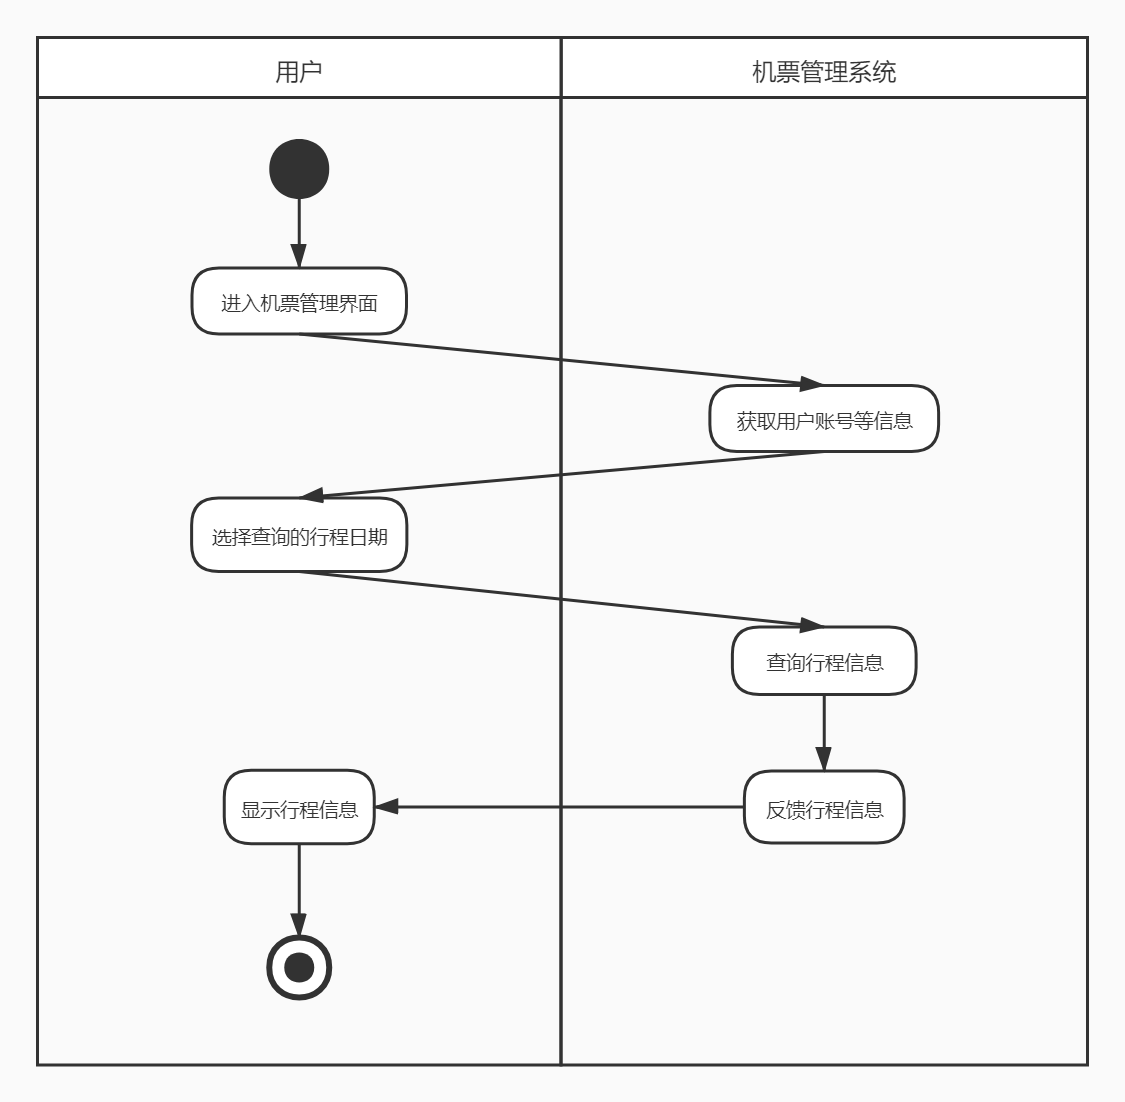 用户
机票管理系统
进入机票管理界面
获取用户账号等信息
选择查询的行程日期
查询行程信息
显示行程信息
反馈行程信息